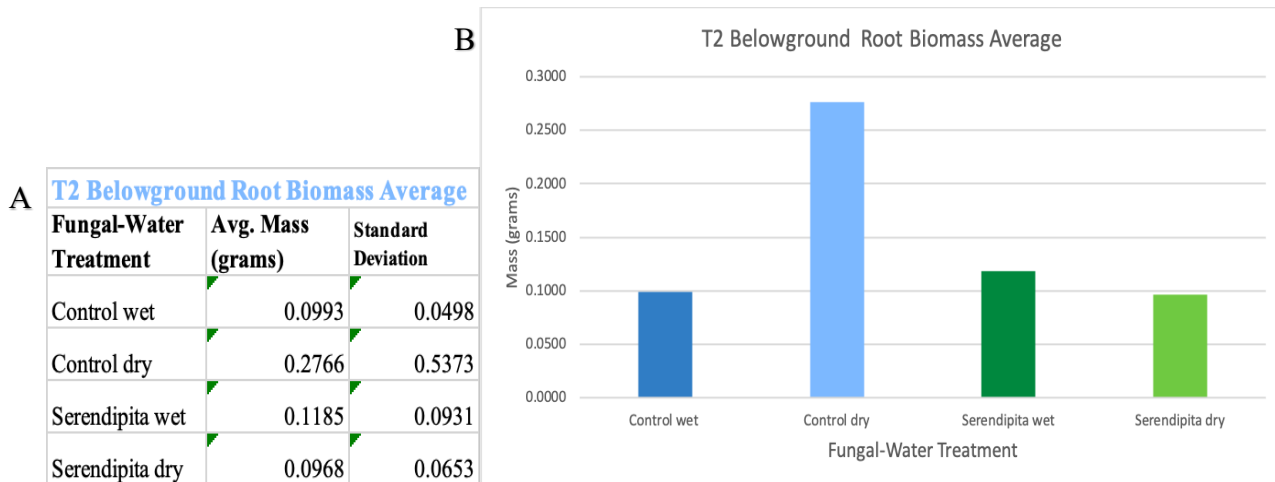 A
T2 Belowground Root Biomass Average
Fungal-Water Treatment Avg. Mass (grams) Standard Deviation
Control wet 0.0993 0.0498
Control dry 0.2766 0.5373
Serendipita wet 0.1185 0.0931
Serendipita dry 0.0968 0.0653
B
T2 Belowground Root Biomass Average
Mass (grams)
0.3000
0.2500
0.2000
0.1500
0.1000
0.0500
0.0000
Control wet Control dry Serendipita wet Serendipita dry
Fungal-Water Treatment